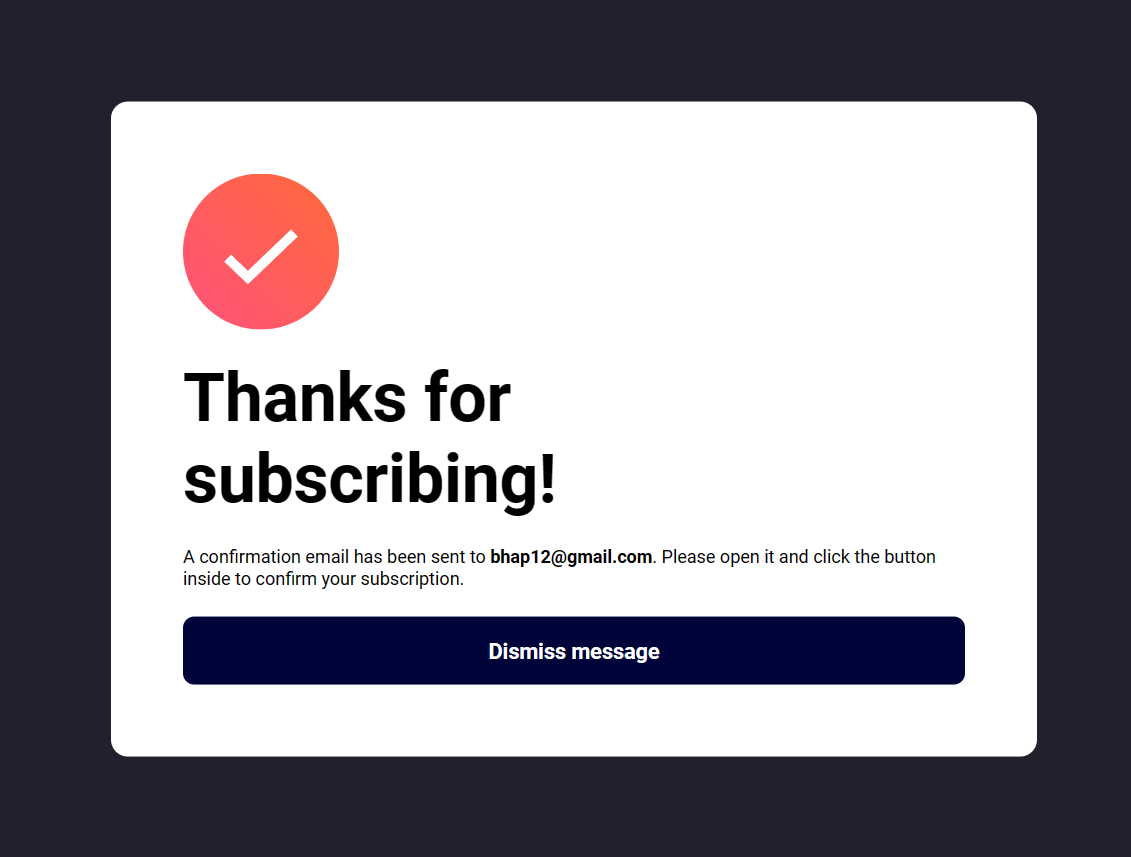 Thanks for
subscribing!
A confirmation email has been sent to bhap12@gmail.com. Please open it and click the button
inside to confirm your subscription.
Dismiss message